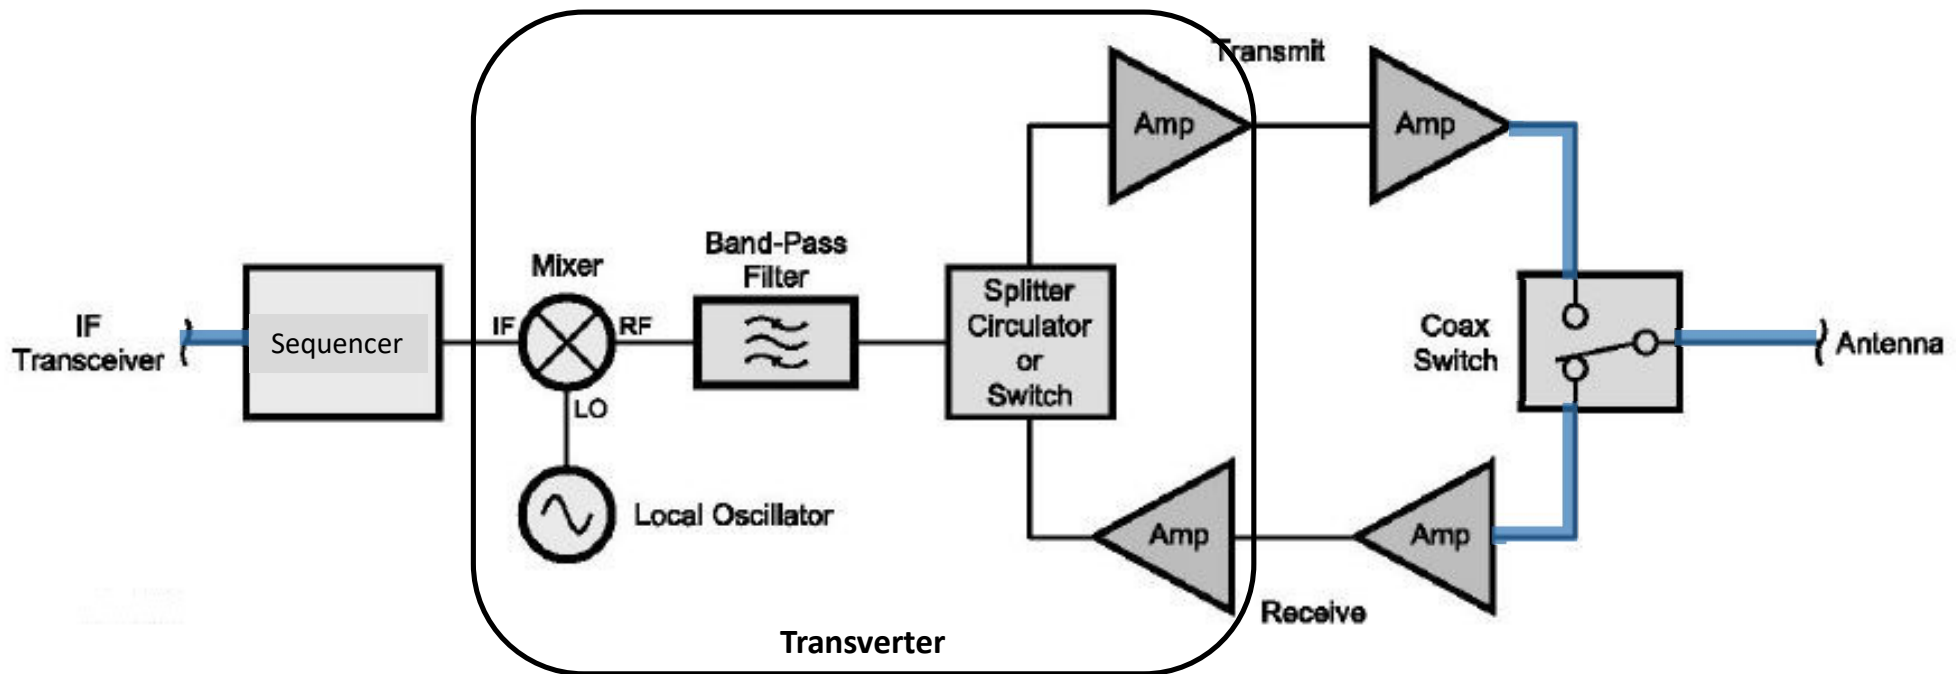 Transmit
Amp
Amp
Band-Pass
Filter
Mixer
IF
RF
LO
Splitter
Circulator
or
Switch
IF
Transceiver
Sequencer
Coax
Switch
Antenna
Local Oscillator
Amp
Amp
Receive
Transverter